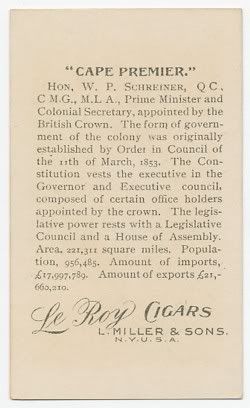 "CAPE PREMIER."
HON. W. P. SCHREINER, Q C,
C M.G., M.L.A., Prime Minister and
Colonial Secretary, appointed by the
British Crown. The form of govern-
ment of the colony was originally
established by Order in Council of
the 11th of March, 1853. The Con-
stitution vests the executive in the
Governor and Executive council,
composed of certain office holders
appointed by the crown. The legis-
lative power rests with a Legislative
Council and a House of Assembly.
Area, 221,311 square miles. Popula-
tion, 956,485. Amount of imports,
£17,997,789. Amount of exports £21,-
660,210.
Le Roy CIGARS
L. MILLER & SONS.
N.Y. U.S.A.